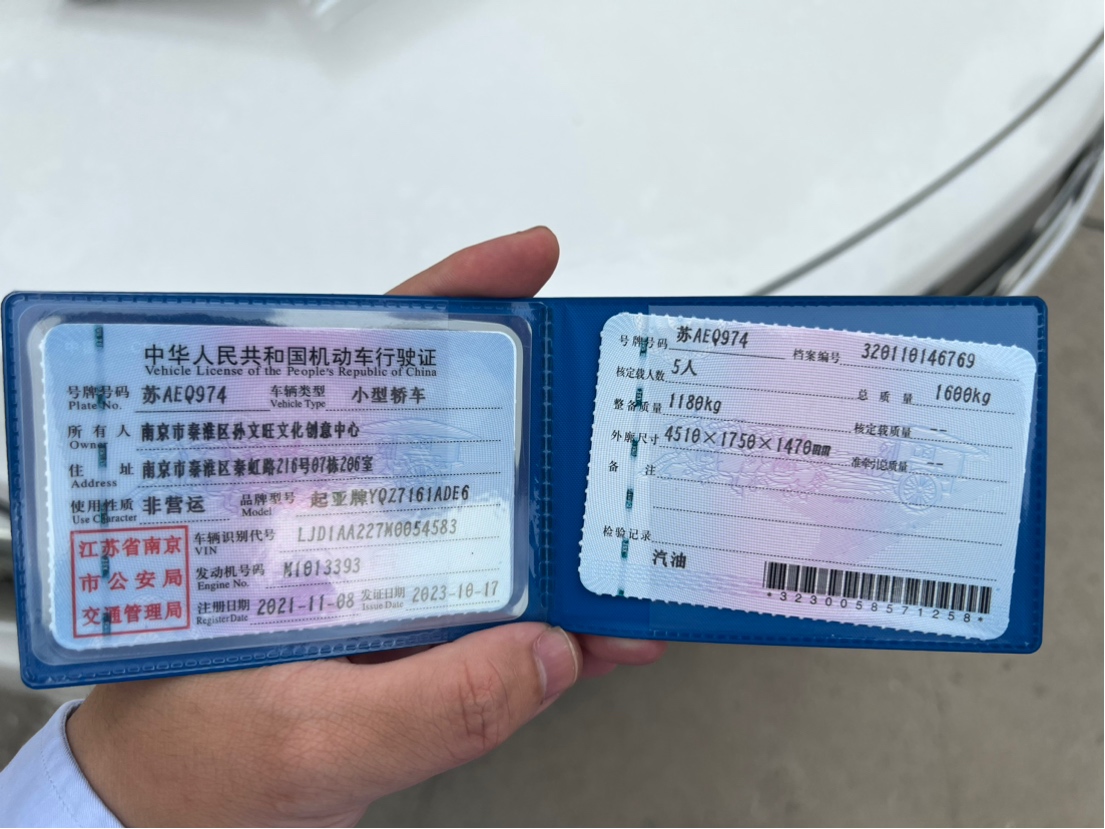 中华人民共和国机动车行驶证
Vehicle License of the People's Republic of China
号牌号码 苏AEQ974 车辆类型 小型轿车
Plate No. Vehicle Type
所有人 南京市秦淮区孙文旺文化创意中心
Owner
住址 南京市秦淮区秦虹路216号07栋206室
Address
使用性质 非营运 品牌型号 起亚牌YQZ7161ADE6
Use Character Model
江苏省南京
市公安局
交通管理局
车辆识别代号 LJD1AA227M0054583
VIN
发动机号码 M1013393
Engine No.
注册日期 2021-11-08 发证日期 2023-10-17
Register Date Issue Date
号牌号码 苏AEQ974 档案编号 320110146769
核定载人数 5人 总质量 1600kg
整备质量 1180kg 核定载质量 --
外廓尺寸 4510×1750×1470mm 准牵引总质量 --
备注
检验记录
汽油
*3230058571258*